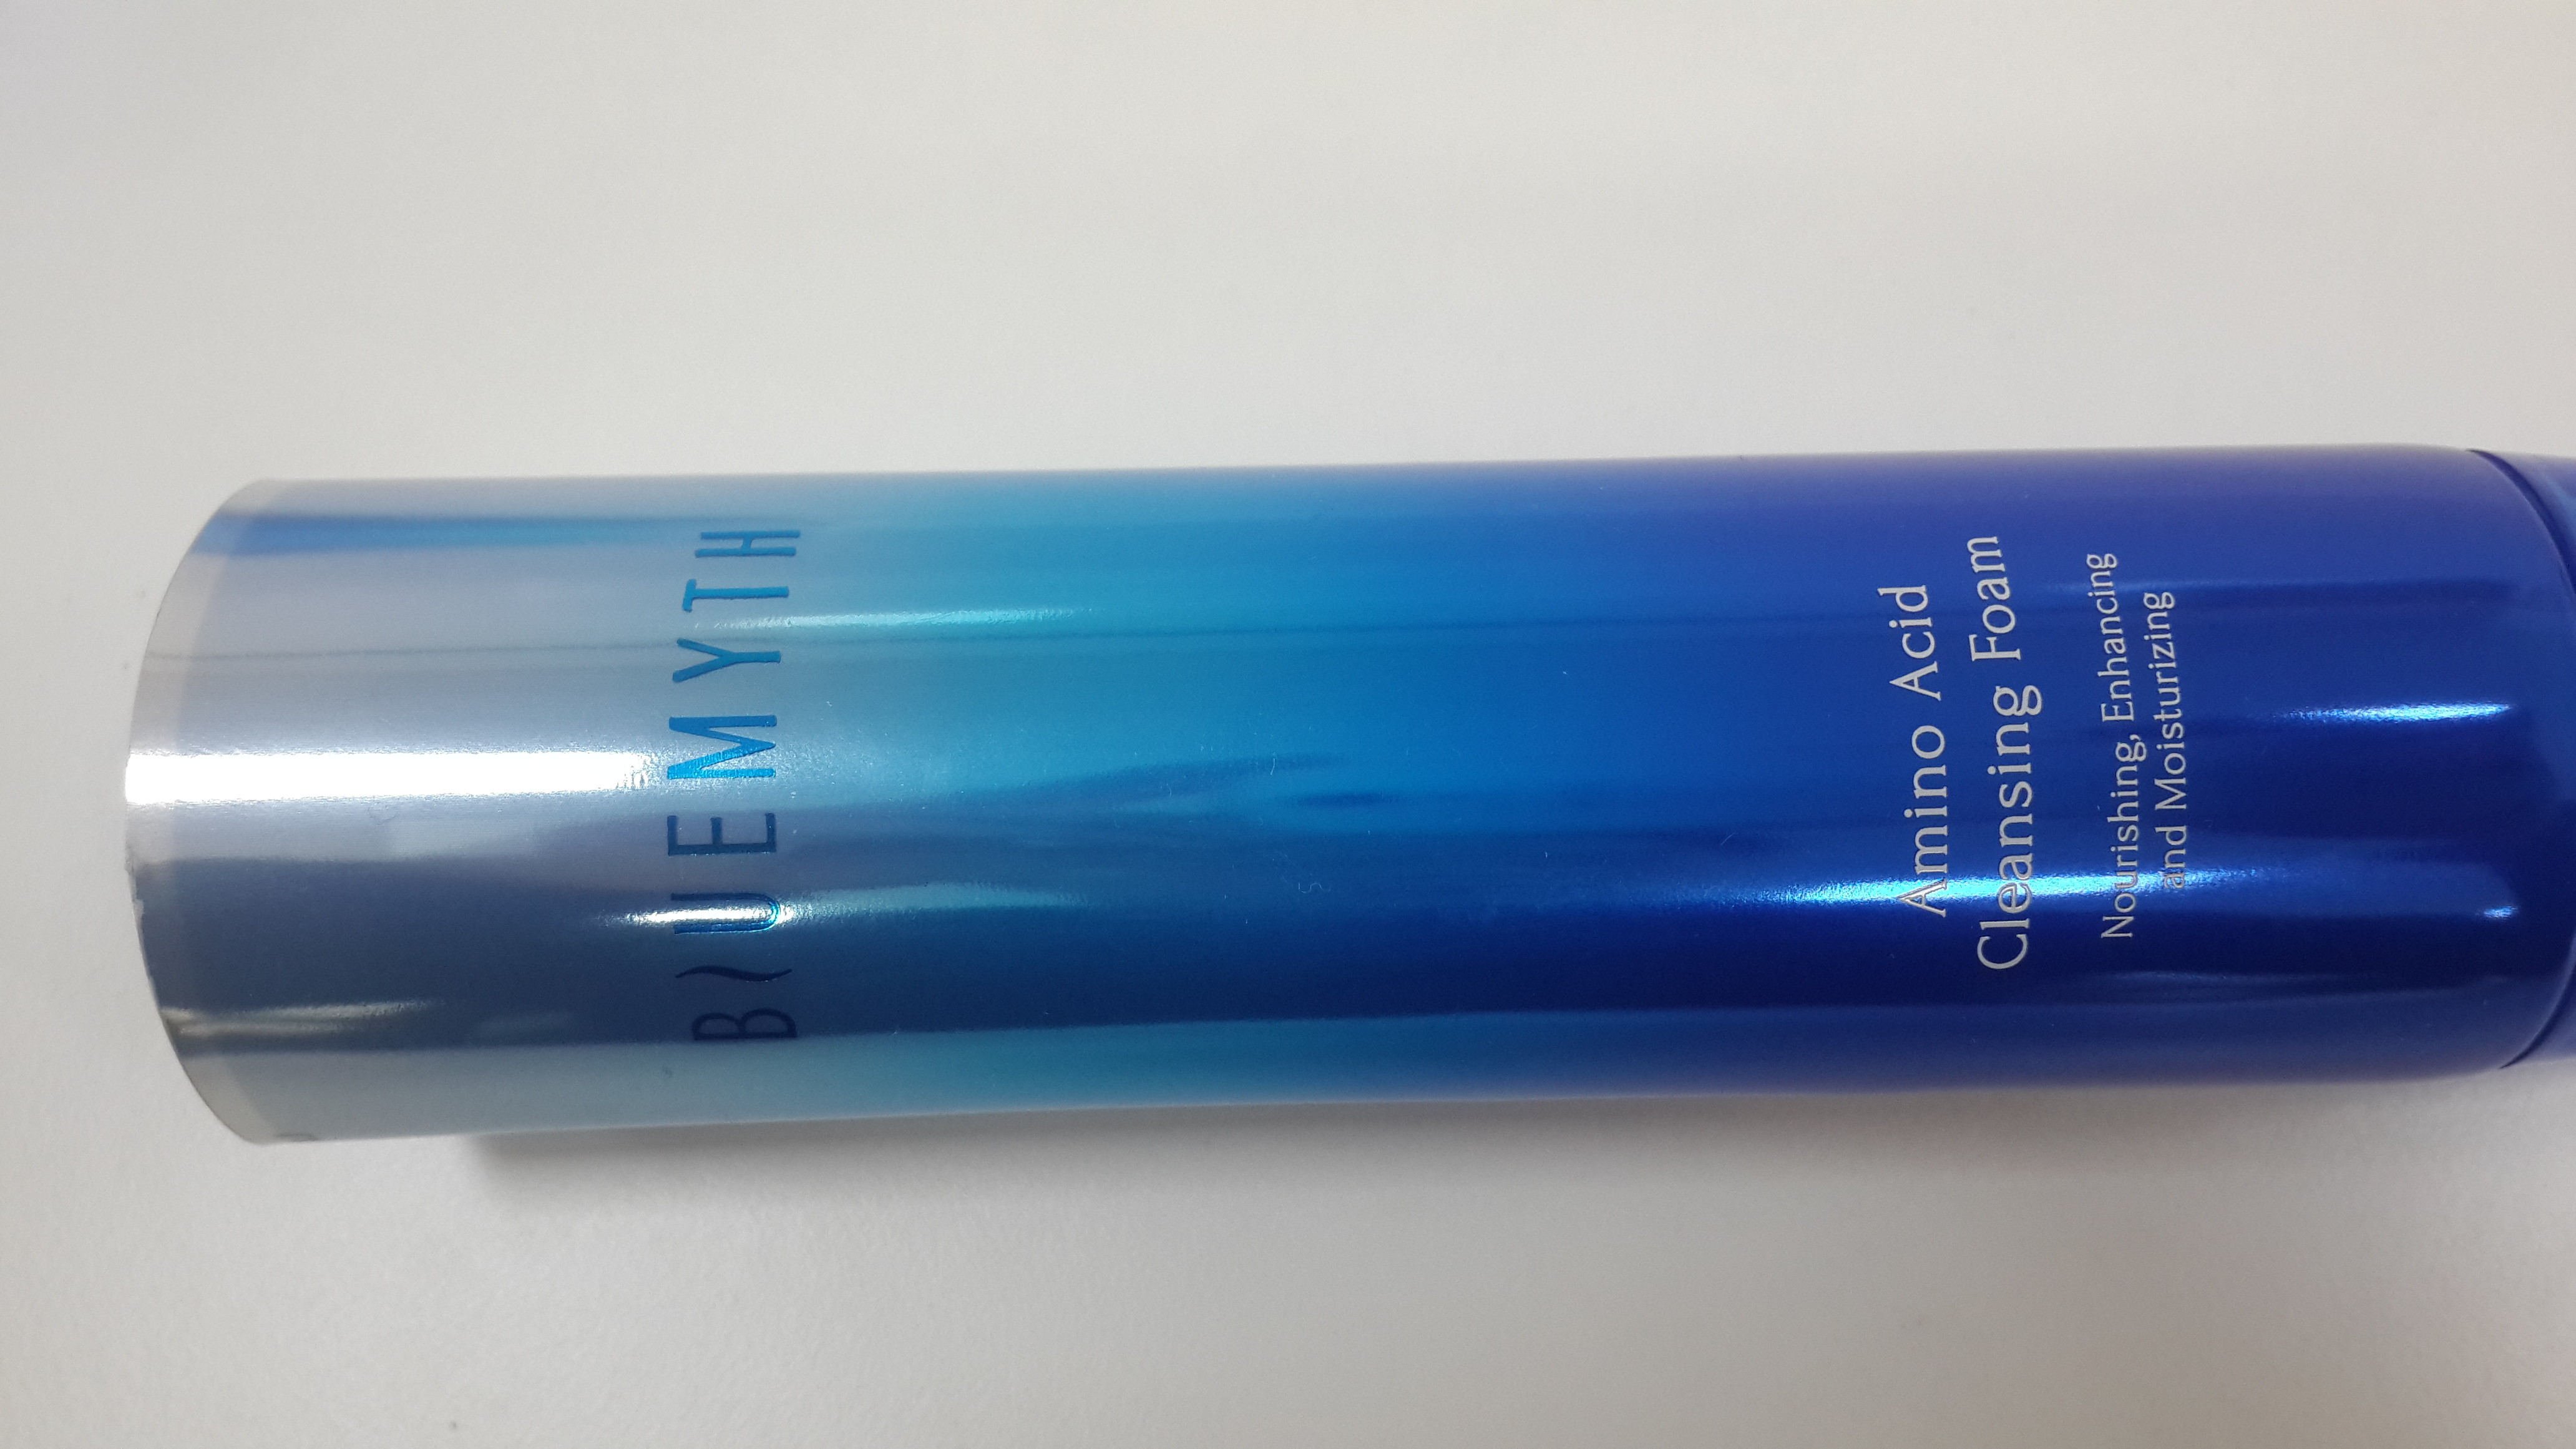 BLUEMYTH
Amino Acid
Cleansing Foam
Nourishing, Enhancing
and Moisturizing